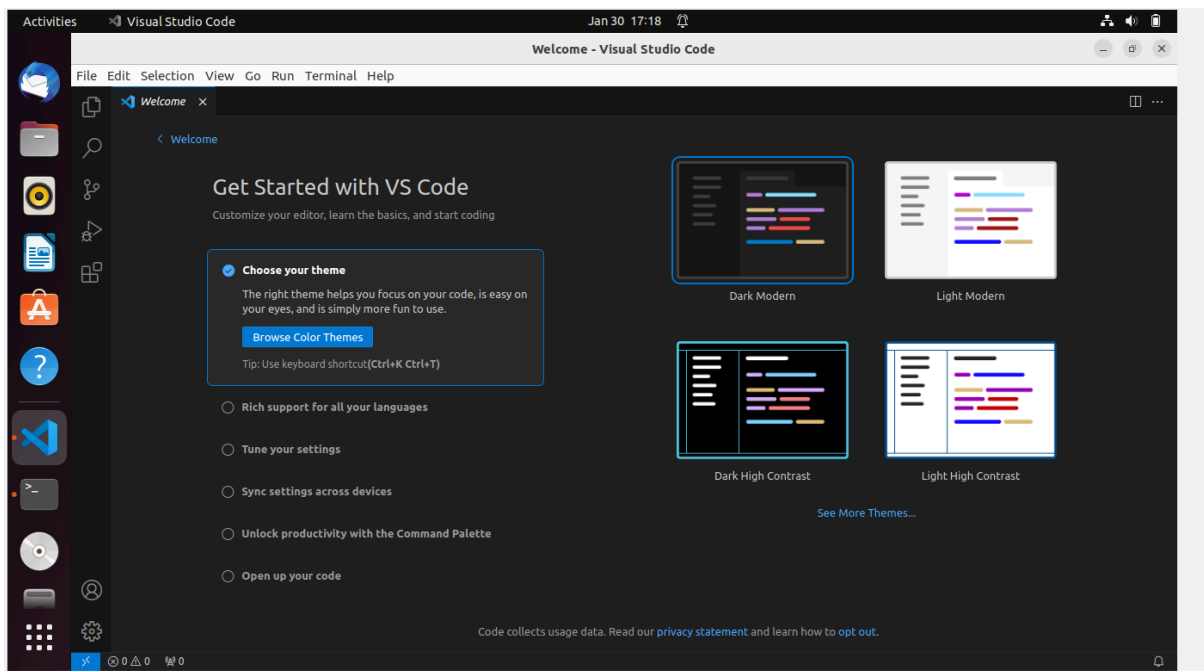 Activities Visual Studio Code Jan 30 17:18
Welcome - Visual Studio Code
File Edit Selection View Go Run Terminal Help
Welcome
Welcome
Get Started with VS Code
Customize your editor, learn the basics, and start coding
Choose your theme
The right theme helps you focus on your code, is easy on
your eyes, and is simply more fun to use.
Browse Color Themes
Tip: Use keyboard shortcut(Ctrl+K Ctrl+T)
Rich support for all your languages
Tune your settings
Sync settings across devices
Unlock productivity with the Command Palette
Open up your code
Dark Modern
Light Modern
Dark High Contrast
Light High Contrast
See More Themes...
Code collects usage data. Read our privacy statement and learn how to opt out.
0 0 0